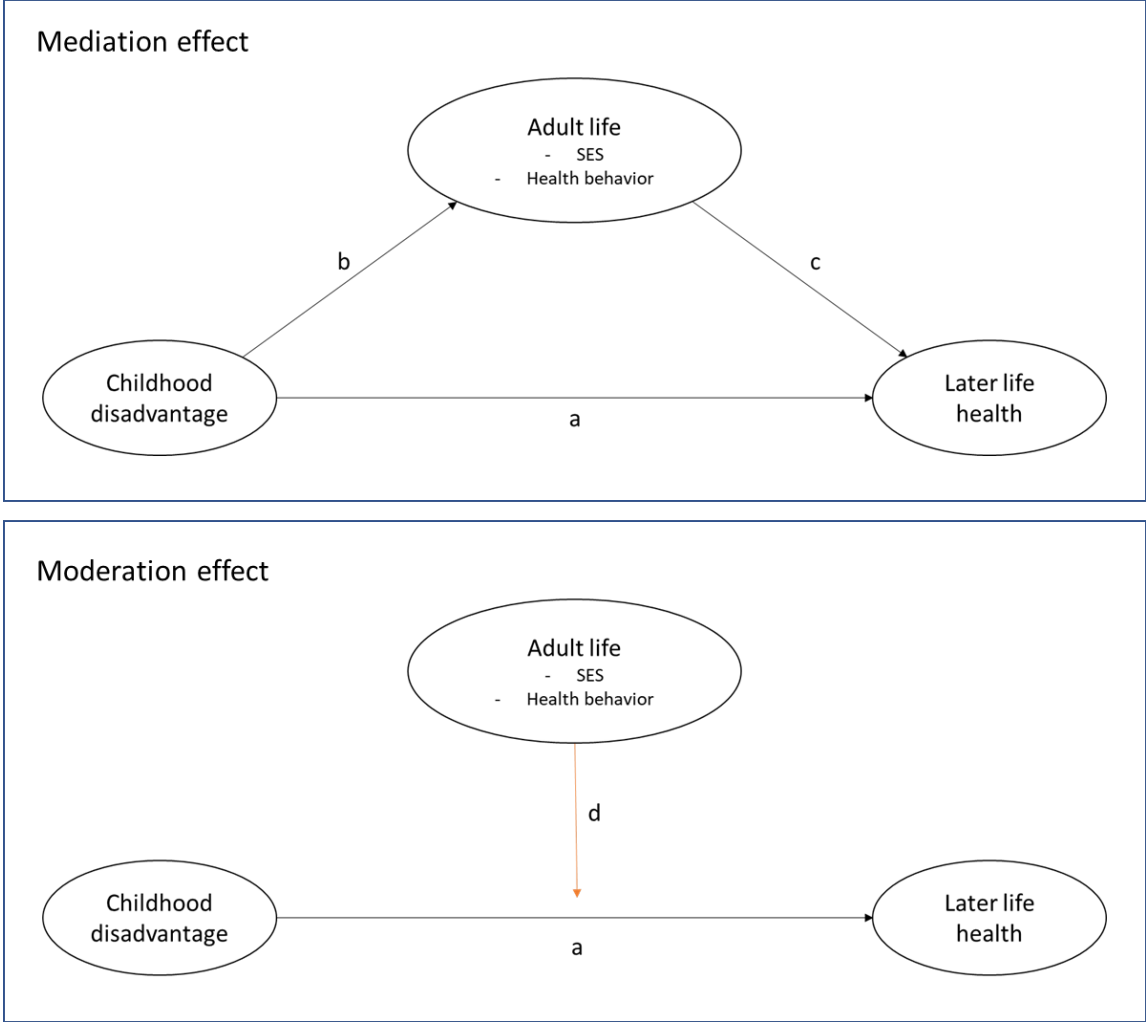 Mediation effect
Adult life
- SES
- Health behavior
b
c
Childhood
disadvantage
Later life
health
a
Moderation effect
Adult life
- SES
- Health behavior
d
Childhood
disadvantage
Later life
health
a